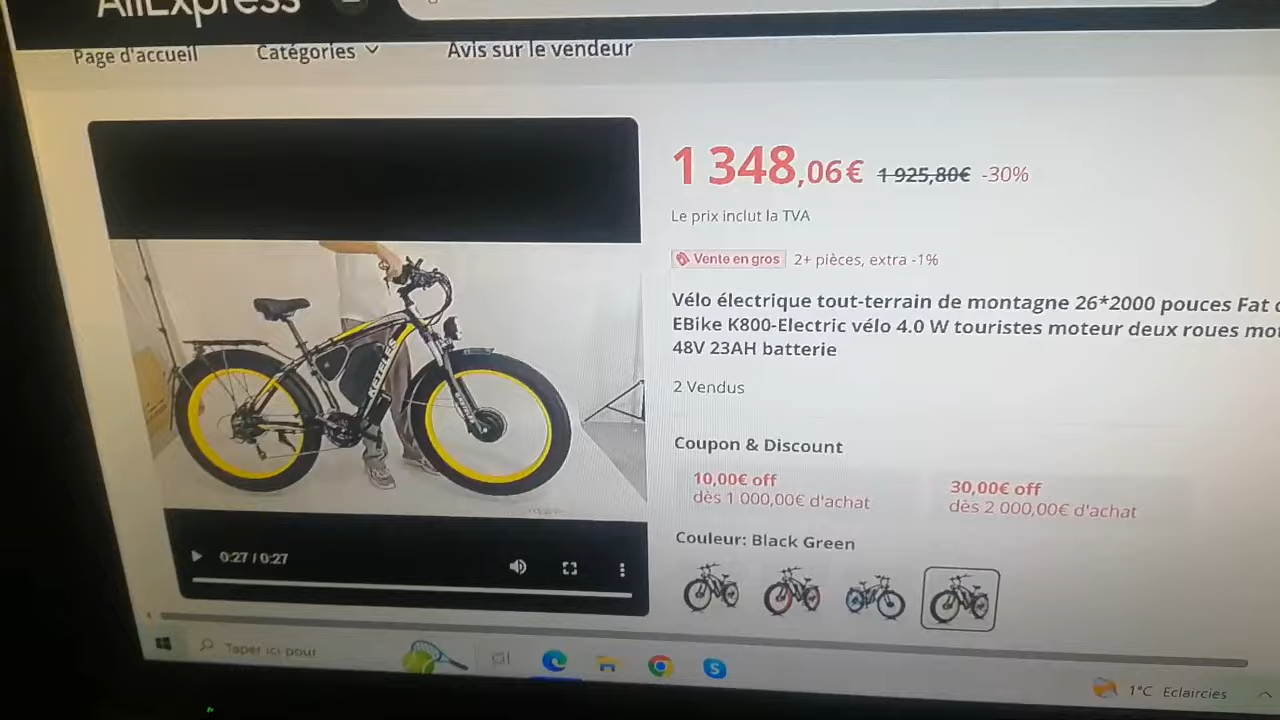 AliExpress
Page d'accueil
Catégories
Avis sur le vendeur
1 348,06€ 1 925,80€ -30%
Le prix inclut la TVA
Vente en gros 2+ pièces, extra -1%
Vélo électrique tout-terrain de montagne 26*2000 pouces Fat
EBike K800-Electric vélo 4.0 W touristes moteur deux roues
48V 23AH batterie
2 Vendus
Coupon & Discount
10,00€ off
dès 1 000,00€ d'achat
30,00€ off
dès 2 000,00€ d'achat
Couleur: Black Green
KETELES
0:27 / 0:27
Taper ici pour
1°C Eclaircies